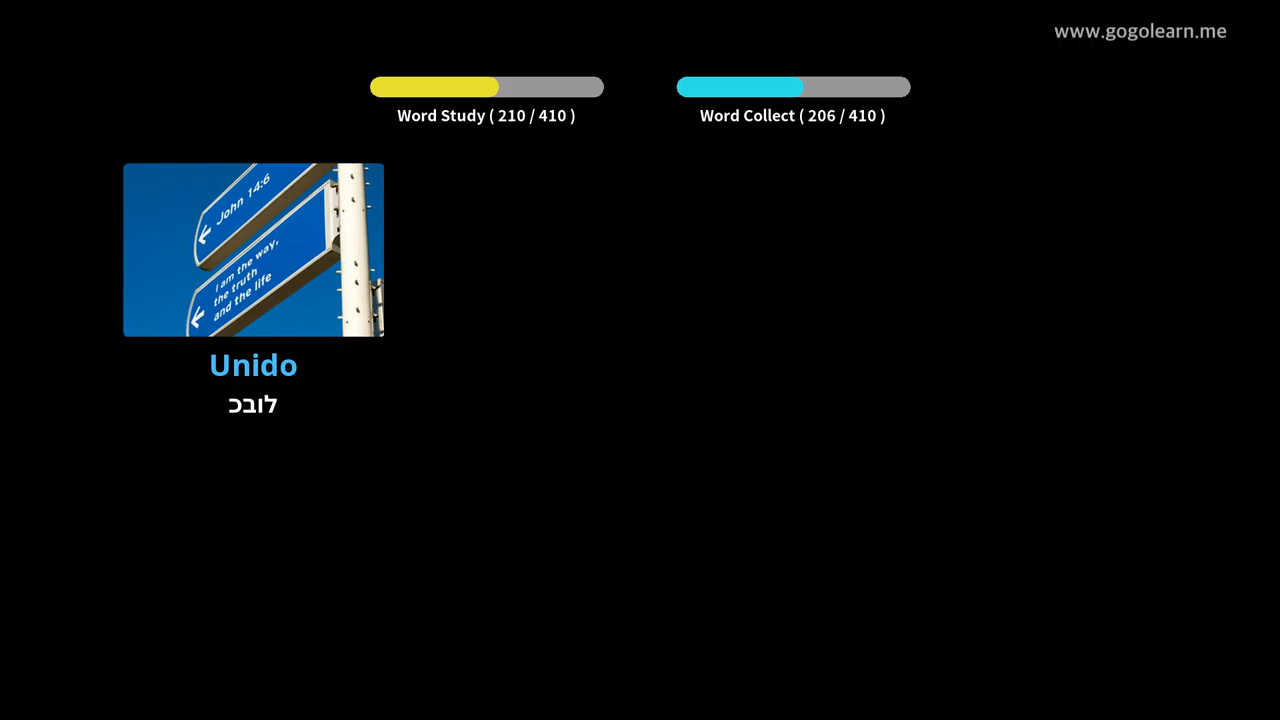 www.gogolearn.me
Word Study ( 210 / 410 )
Word Collect ( 206 / 410 )
John 14:6
I am the way,
the truth
and the life
Unido
לובכ